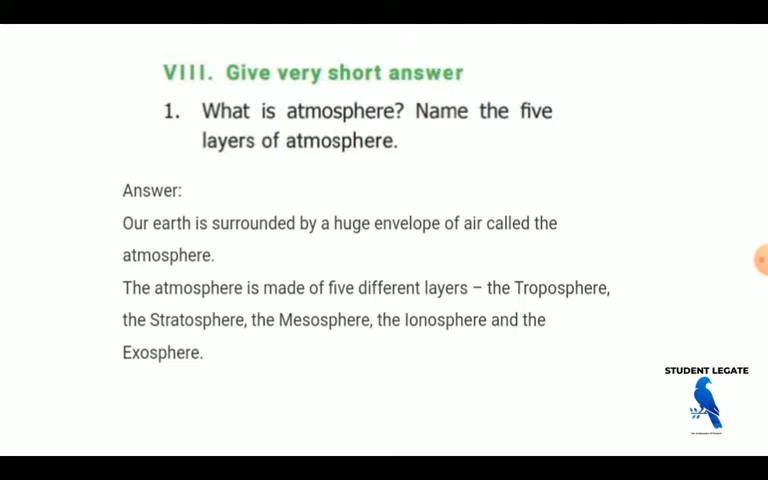 VIII. Give very short answer
1. What is atmosphere? Name the five
layers of atmosphere.
Answer:
Our earth is surrounded by a huge envelope of air called the
atmosphere.
The atmosphere is made of five different layers – the Troposphere,
the Stratosphere, the Mesosphere, the Ionosphere and the
Exosphere.
STUDENT LEGATE